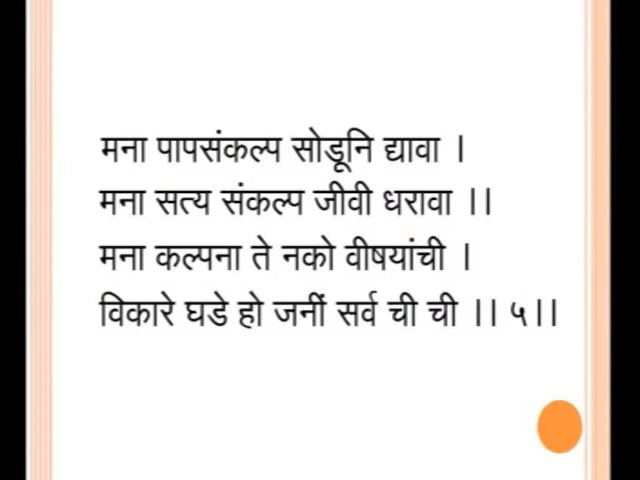 मना पापसंकल्प सोडूनि द्यावा ।
मना सत्य संकल्प जीवी धरावा ।।
मना कल्पना ते नको वीषयांची ।
विकारे घडे हो जनीं सर्व ची ची ।। ५।।